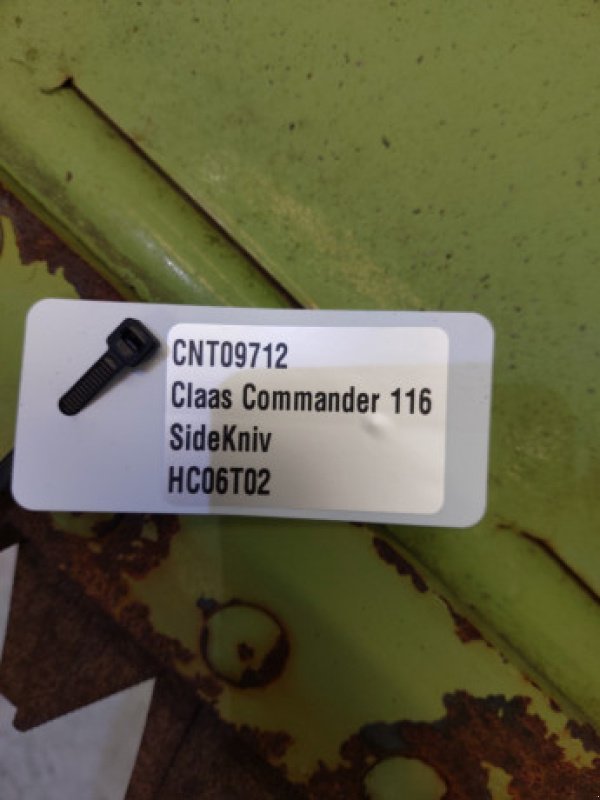 CNT09712
Claas Commander 116
SideKniv
HC06T02